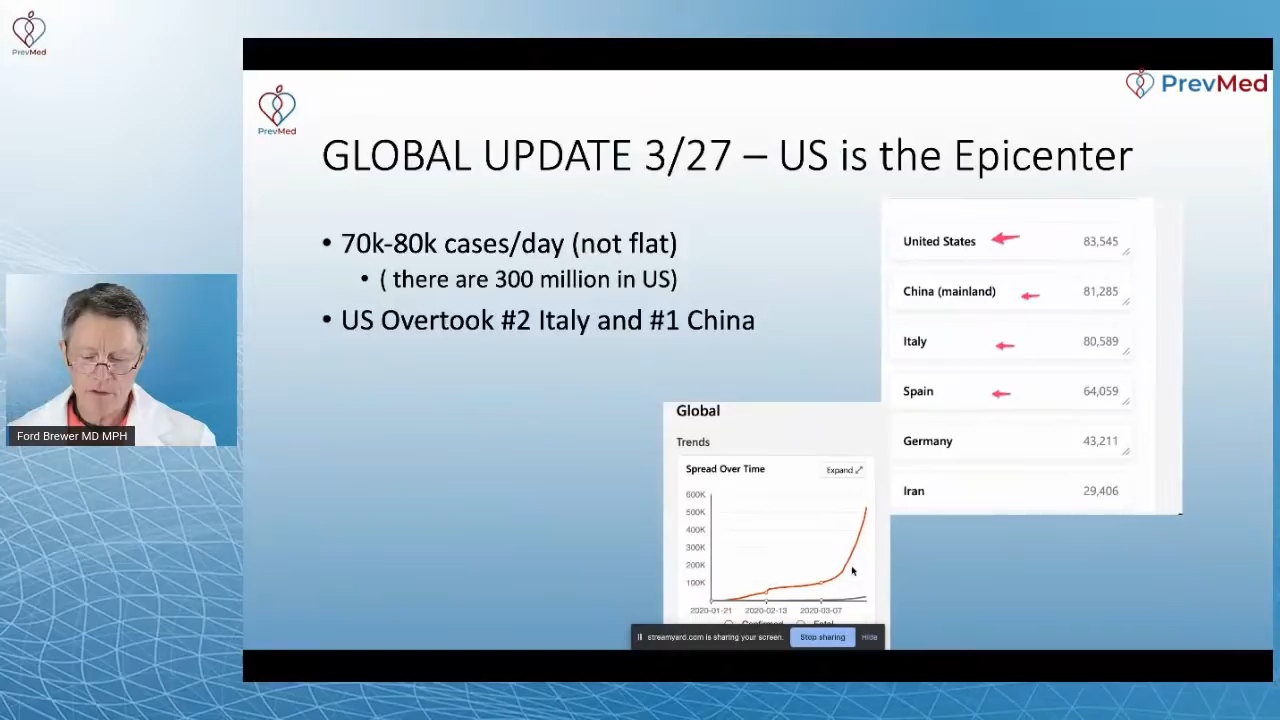 PrevMed
PrevMed
PrevMed
GLOBAL UPDATE 3/27 – US is the Epicenter
• 70k-80k cases/day (not flat)
• ( there are 300 million in US)
• US Overtook #2 Italy and #1 China
United States 83,545
China (mainland) 81,285
Italy 80,589
Spain 64,059
Germany 43,211
Iran 29,406
Global
Trends
Spread Over Time Expand
600K
500K
400K
300K
200K
100K
2020-01-21 2020-02-13 2020-03-07
streamyard.com is sharing your screen. Stop sharing Hide
Ford Brewer MD MPH